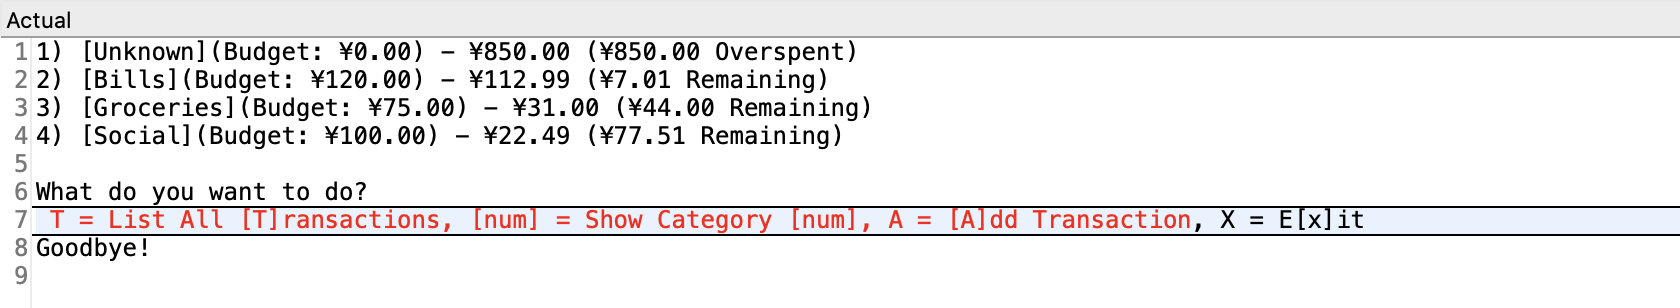 Actual
1 1) [Unknown](Budget: ¥0.00) – ¥850.00 (¥850.00 Overspent)
2 2) [Bills](Budget: ¥120.00) – ¥112.99 (¥7.01 Remaining)
3 3) [Groceries](Budget: ¥75.00) – ¥31.00 (¥44.00 Remaining)
4 4) [Social](Budget: ¥100.00) – ¥22.49 (¥77.51 Remaining)
5
6 What do you want to do?
7  T = List All [T]ransactions, [num] = Show Category [num], A = [A]dd Transaction, X = E[x]it
8 Goodbye!
9